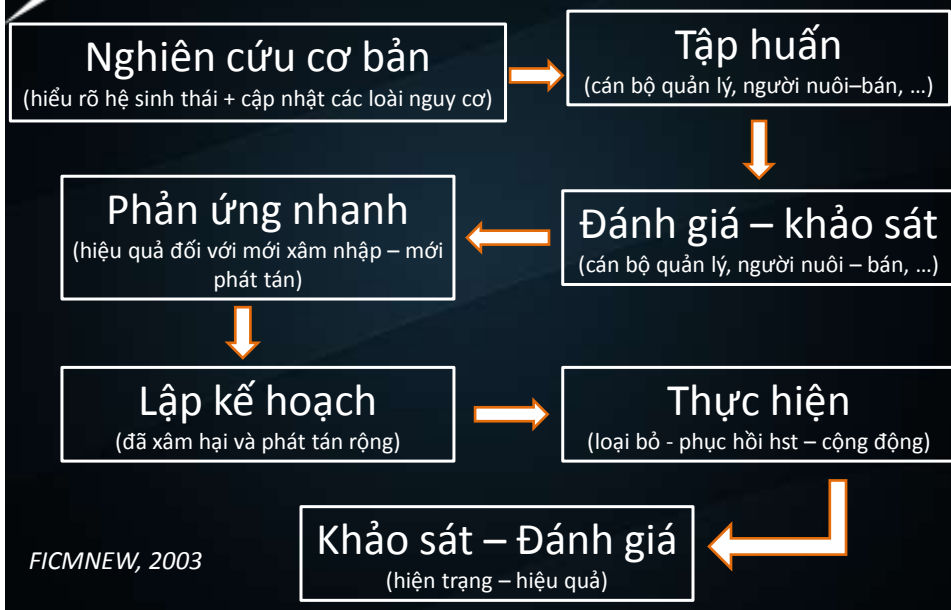 Nghiên cứu cơ bản
(hiểu rõ hệ sinh thái + cập nhật các loài nguy cơ)
Tập huấn
(cán bộ quản lý, người nuôi–bán, ...)
Đánh giá – khảo sát
(cán bộ quản lý, người nuôi – bán, ...)
Phản ứng nhanh
(hiệu quả đối với mới xâm nhập – mới
phát tán)
Lập kế hoạch
(đã xâm hại và phát tán rộng)
Thực hiện
(loại bỏ - phục hồi hst – cộng động)
Khảo sát – Đánh giá
(hiện trạng – hiệu quả)
FICMNEW, 2003